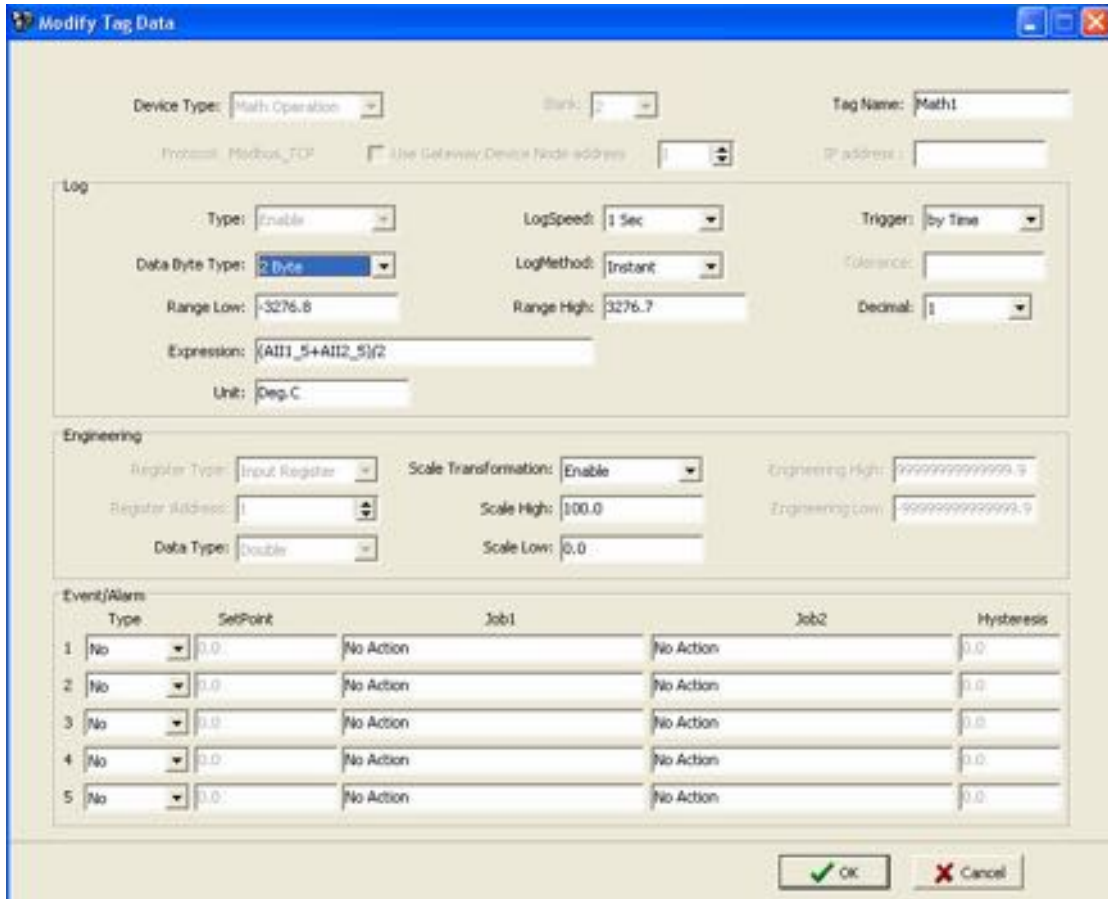 Modify Tag Data
Device Type: Math Operation Bank: 2 Tag Name: Math1
Protocol Modbus_TCP Use Gateway Device Node address IP address :
Log
Type: Enable LogSpeed: 1 Sec Trigger: by Time
Data Byte Type: 2 Byte LogMethod: Instant Tolerance:
Range Low: -3276.8 Range High: 3276.7 Decimal: 1
Expression: (AII1_5+AII2_5)/2
Unit: Deg.C
Engineering
Register Type: Input Register Scale Transformation: Enable Engineering High: 99999999999999.9
Register Address: 1 Scale High: 100.0 Engineering Low: -99999999999999.9
Data Type: Double Scale Low: 0.0
Event/Alarm
Type SetPoint Job1 Job2 Hysteresis
1 No 0.0 No Action No Action 0.0
2 No 0.0 No Action No Action 0.0
3 No 0.0 No Action No Action 0.0
4 No 0.0 No Action No Action 0.0
5 No 0.0 No Action No Action 0.0
OK Cancel